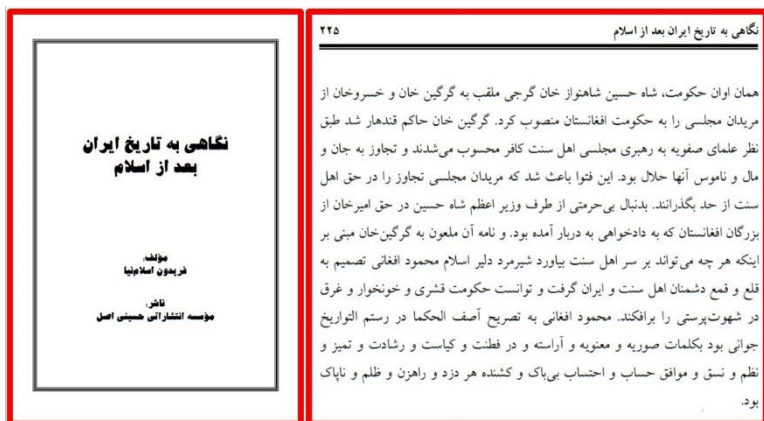 نگاهی به تاریخ ایران بعد از اسلام
۲۲۵
همان اوان حکومت، شاه حسین شاهنواز خان گرجی ملقب به گرگین خان و خسروخان از
مریدان مجلسی را به حکومت افغانستان منصوب کرد. گرگین خان حاکم قندهار شد طبق
نظر علمای صفویه به رهبری مجلسی اهل سنت کافر محسوب می‌شدند و تجاوز به جان و
مال و ناموس آنها حلال بود. این فتوا باعث شد که مریدان مجلسی تجاوز را در حق اهل
سنت از حد بگذرانند. بدنبال بی‌حرمتی از طرف وزیر اعظم شاه حسین در حق امیرخان از
بزرگان افغانستان که به دادخواهی به دربار آمده بود. و نامه آن ملعون به گرگین‌خان مبنی بر
اینکه هر چه می‌تواند بر سر اهل سنت بیاورد شیرمرد دلیر اسلام محمود افغانی تصمیم به
قلع و قمع دشمنان اهل سنت و ایران گرفت و توانست حکومت قشری و خونخوار و غرق
در شهوت‌پرستی را برافکند. محمود افغانی به تصریح آصف الحکما در رستم التواریخ
جوانی بود بکلمات صوریه و معنویه و آراسته و در فطنت و کیاست و رشادت و تمیز و
نظم و نسق و موافق حساب و احتساب بی‌باک و کشنده هر دزد و راهزن و ظلم و ناپاک
بود.
نگاهی به تاریخ ایران
بعد از اسلام
مؤلف:
فریدون اسلام‌نیا
ناشر:
مؤسسه انتشاراتی حسینی اصل